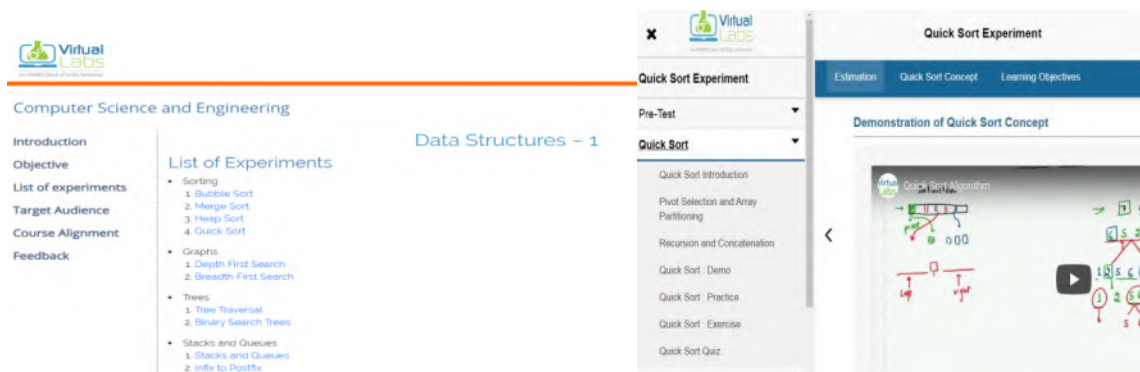 Virtual
Labs
Computer Science and Engineering
Introduction
Objective
List of experiments
Target Audience
Course Alignment
Feedback
Data Structures – 1
List of Experiments
• Sorting
1. Bubble Sort
2. Merge Sort
3. Heap Sort
4. Quick Sort
• Graphs
1. Depth First Search
2. Breadth First Search
• Trees
1. Tree Traversal
2. Binary Search Trees
• Stacks and Queues
1. Stacks and Queues
2. Infix to Postfix
Virtual
Labs
Quick Sort Experiment
Pre-Test
Quick Sort
Quick Sort Introduction
Pivot Selection and Array
Partitioning
Recursion and Concatenation
Quick Sort : Demo
Quick Sort : Practice
Quick Sort : Exercise
Quick Sort Quiz
Quick Sort Experiment
Estimation Quick Sort Concept Learning Objectives
Demonstration of Quick Sort Concept
Quick Sort Algorithm
left
right